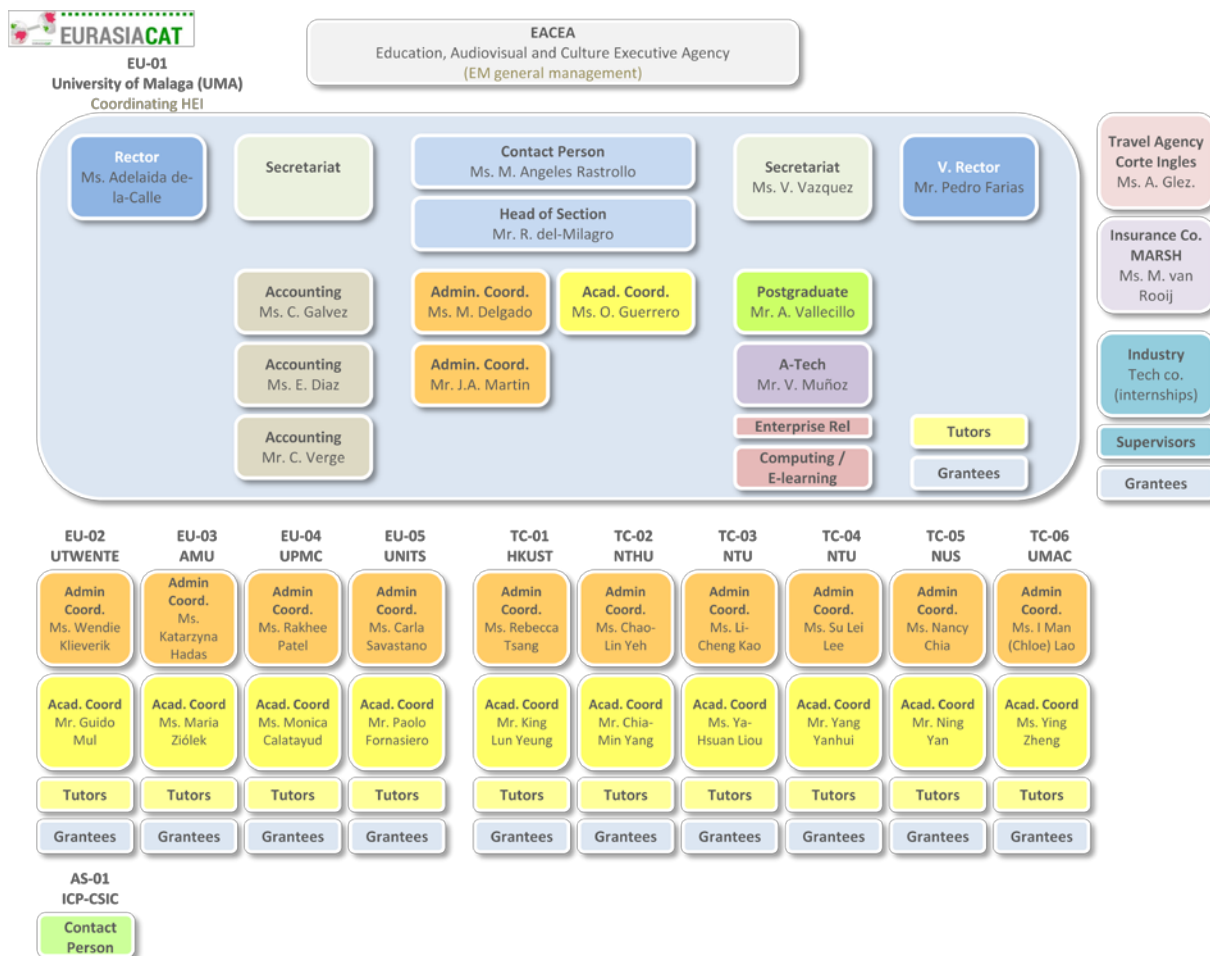 EURASIACAT
EU-01
University of Malaga (UMA)
Coordinating HEI
EACEA
Education, Audiovisual and Culture Executive Agency
(EM general management)
Rector
Ms. Adelaida de-
la-Calle
Secretariat
Contact Person
Ms. M. Angeles Rastrollo
Head of Section
Mr. R. del-Milagro
Secretariat
Ms. V. Vazquez
V. Rector
Mr. Pedro Farias
Accounting
Ms. C. Galvez
Admin. Coord.
Ms. M. Delgado
Acad. Coord.
Ms. O. Guerrero
Postgraduate
Mr. A. Vallecillo
Accounting
Ms. E. Diaz
Admin. Coord.
Mr. J.A. Martin
A-Tech
Mr. V. Muñoz
Accounting
Mr. C. Verge
Enterprise Rel
Computing /
E-learning
Tutors
Grantees
Travel Agency
Corte Ingles
Ms. A. Glez.
Insurance Co.
MARSH
Ms. M. van
Rooij
Industry
Tech co.
(internships)
Supervisors
Grantees
EU-02
UTWENTE
Admin
Coord.
Ms. Wendie
Klieverik
Acad. Coord
Mr. Guido
Mul
Tutors
Grantees
EU-03
AMU
Admin
Coord.
Ms.
Katarzyna
Hadas
Acad. Coord
Ms. Maria
Ziólek
Tutors
Grantees
EU-04
UPMC
Admin
Coord.
Ms. Rakhee
Patel
Acad. Coord
Ms. Monica
Calatayud
Tutors
Grantees
EU-05
UNITS
Admin
Coord.
Ms. Carla
Savastano
Acad. Coord
Mr. Paolo
Fornasiero
Tutors
Grantees
TC-01
HKUST
Admin
Coord.
Ms. Rebecca
Tsang
Acad. Coord
Mr. King
Lun Yeung
Tutors
Grantees
TC-02
NTHU
Admin
Coord.
Ms. Chao-
Lin Yeh
Acad. Coord
Mr. Chia-
Min Yang
Tutors
Grantees
TC-03
NTU
Admin
Coord.
Ms. Li-
Cheng Kao
Acad. Coord
Ms. Ya-
Hsuan Liou
Tutors
Grantees
TC-04
NTU
Admin
Coord.
Ms. Su Lei
Lee
Acad. Coord
Mr. Yang
Yanhui
Tutors
Grantees
TC-05
NUS
Admin
Coord.
Ms. Nancy
Chia
Acad. Coord
Mr. Ning
Yan
Tutors
Grantees
TC-06
UMAC
Admin
Coord.
Ms. I Man
(Chloe) Lao
Acad. Coord
Ms. Ying
Zheng
Tutors
Grantees
AS-01
ICP-CSIC
Contact
Person